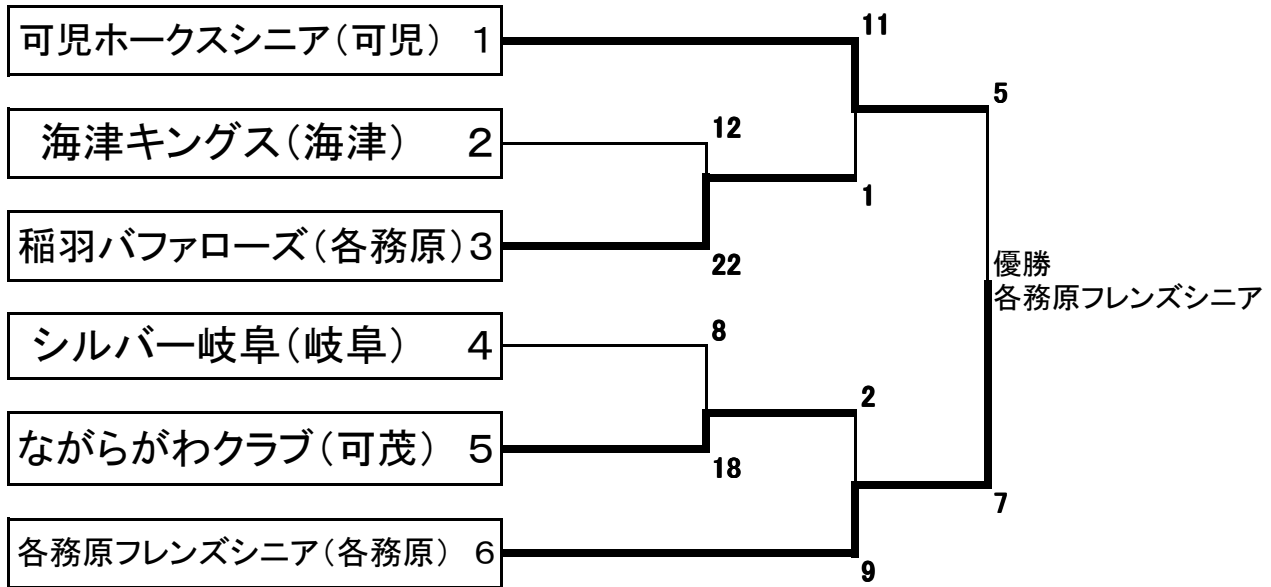 可児ホークスシニア（可児） 1
海津キングス（海津） 2
稲羽バファローズ（各務原）3
シルバー岐阜（岐阜） 4
ながらがわクラブ（可茂） 5
各務原フレンズシニア（各務原） 6
12
22
8
18
11
1
2
9
5
7
優勝
各務原フレンズシニア